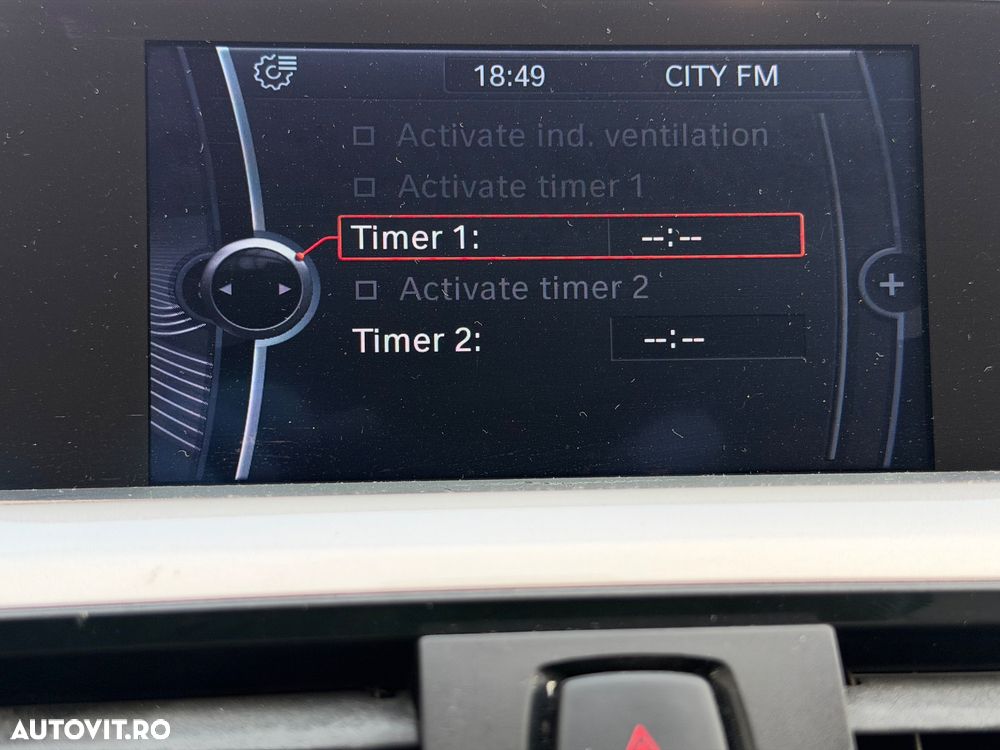 18:49 CITY FM
Activate ind. ventilation
Activate timer 1
Timer 1: --:--
Activate timer 2
Timer 2: --:--
AUTOVIT.RO